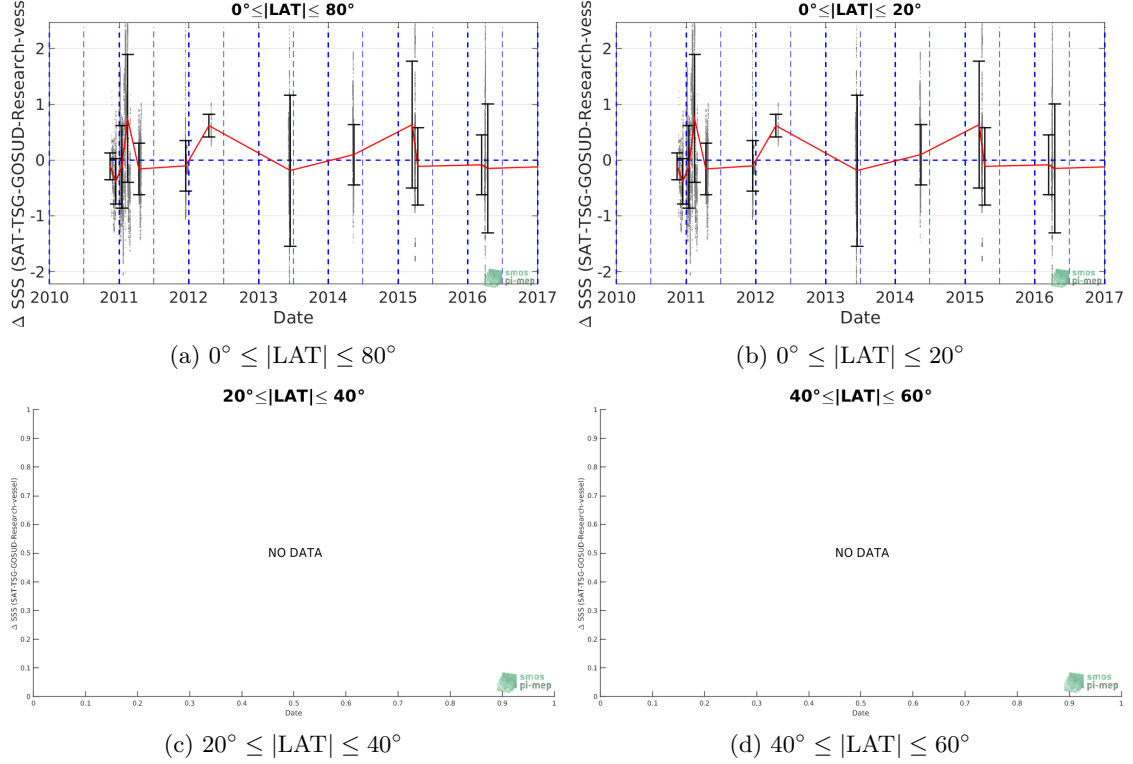 0°≤|LAT|≤ 80°
Δ SSS (SAT-TSG-GOSUD-Research-vess
2
1
0
-1
-2
2010 2011 2012 2013 2014 2015 2016 2017
Date
smos
pi-mep
(a) 0° ≤ |LAT| ≤ 80°
0°≤|LAT|≤ 20°
Δ SSS (SAT-TSG-GOSUD-Research-vess
2
1
0
-1
-2
2010 2011 2012 2013 2014 2015 2016 2017
Date
smos
pi-mep
(b) 0° ≤ |LAT| ≤ 20°
20°≤|LAT|≤ 40°
Δ SSS (SAT-TSG-GOSUD-Research-vessel)
1
0.9
0.8
0.7
0.6
0.5
0.4
0.3
0.2
0.1
0
NO DATA
smos
pi-mep
0 0.1 0.2 0.3 0.4 0.5 0.6 0.7 0.8 0.9 1
Date
(c) 20° ≤ |LAT| ≤ 40°
40°≤|LAT|≤ 60°
Δ SSS (SAT-TSG-GOSUD-Research-vessel)
1
0.9
0.8
0.7
0.6
0.5
0.4
0.3
0.2
0.1
0
NO DATA
smos
pi-mep
0 0.1 0.2 0.3 0.4 0.5 0.6 0.7 0.8 0.9 1
Date
(d) 40° ≤ |LAT| ≤ 60°